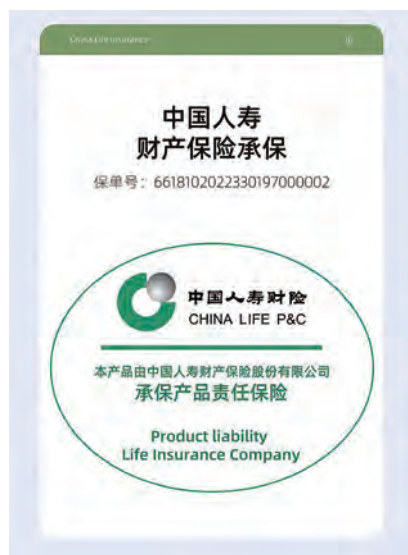 China Life Insurance
中国人寿
财产保险承保
保单号：6618102022330197000002
中国人寿财险
CHINA LIFE P&C
本产品由中国人寿财产保险股份有限公司
承保产品责任保险
Product liability
Life Insurance Company